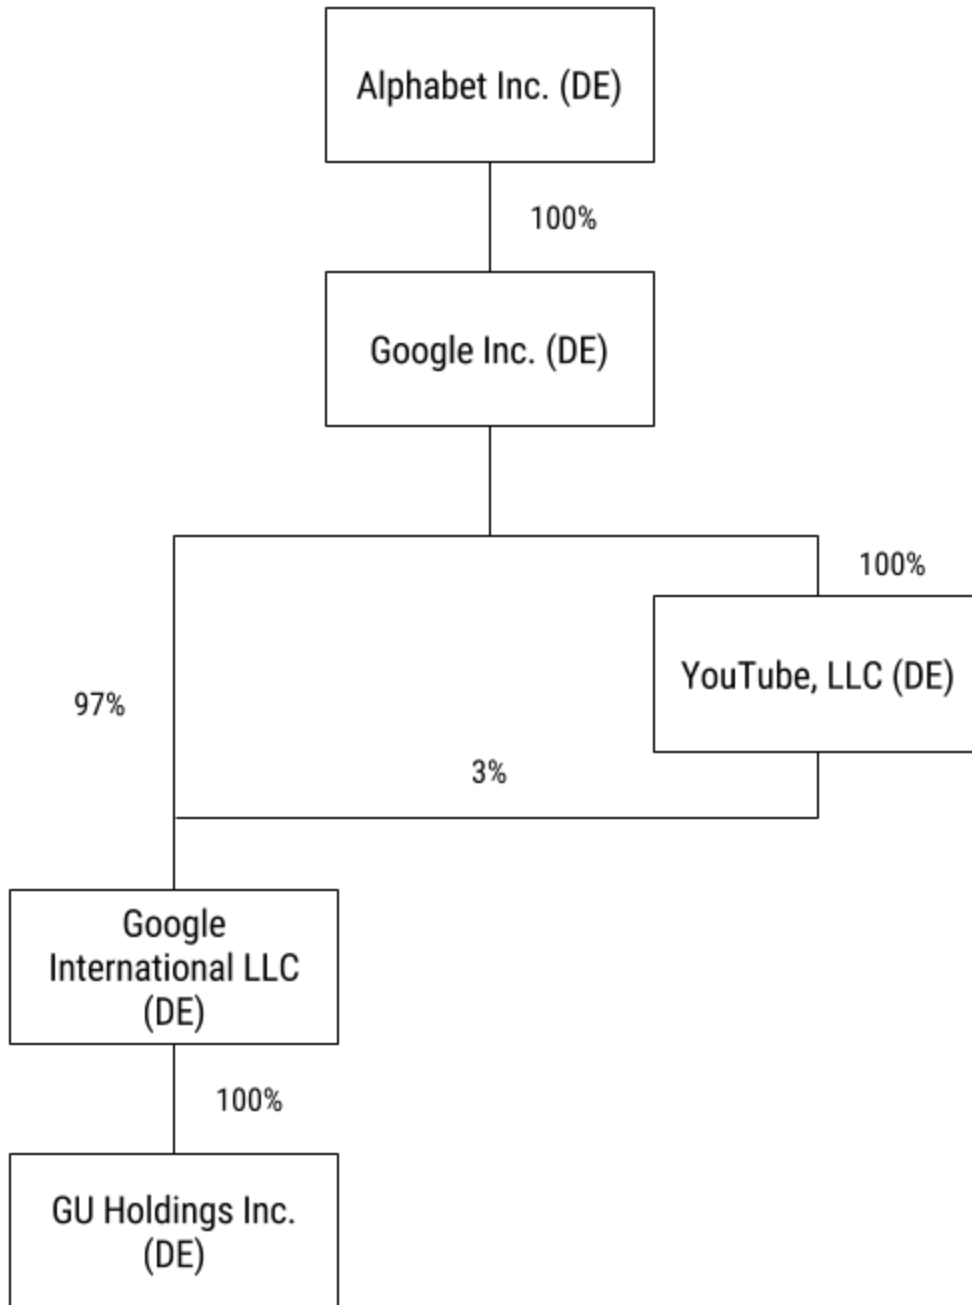 Alphabet Inc. (DE)
100%
Google Inc. (DE)
100%
YouTube, LLC (DE)
97%
3%
Google
International LLC
(DE)
100%
GU Holdings Inc.
(DE)